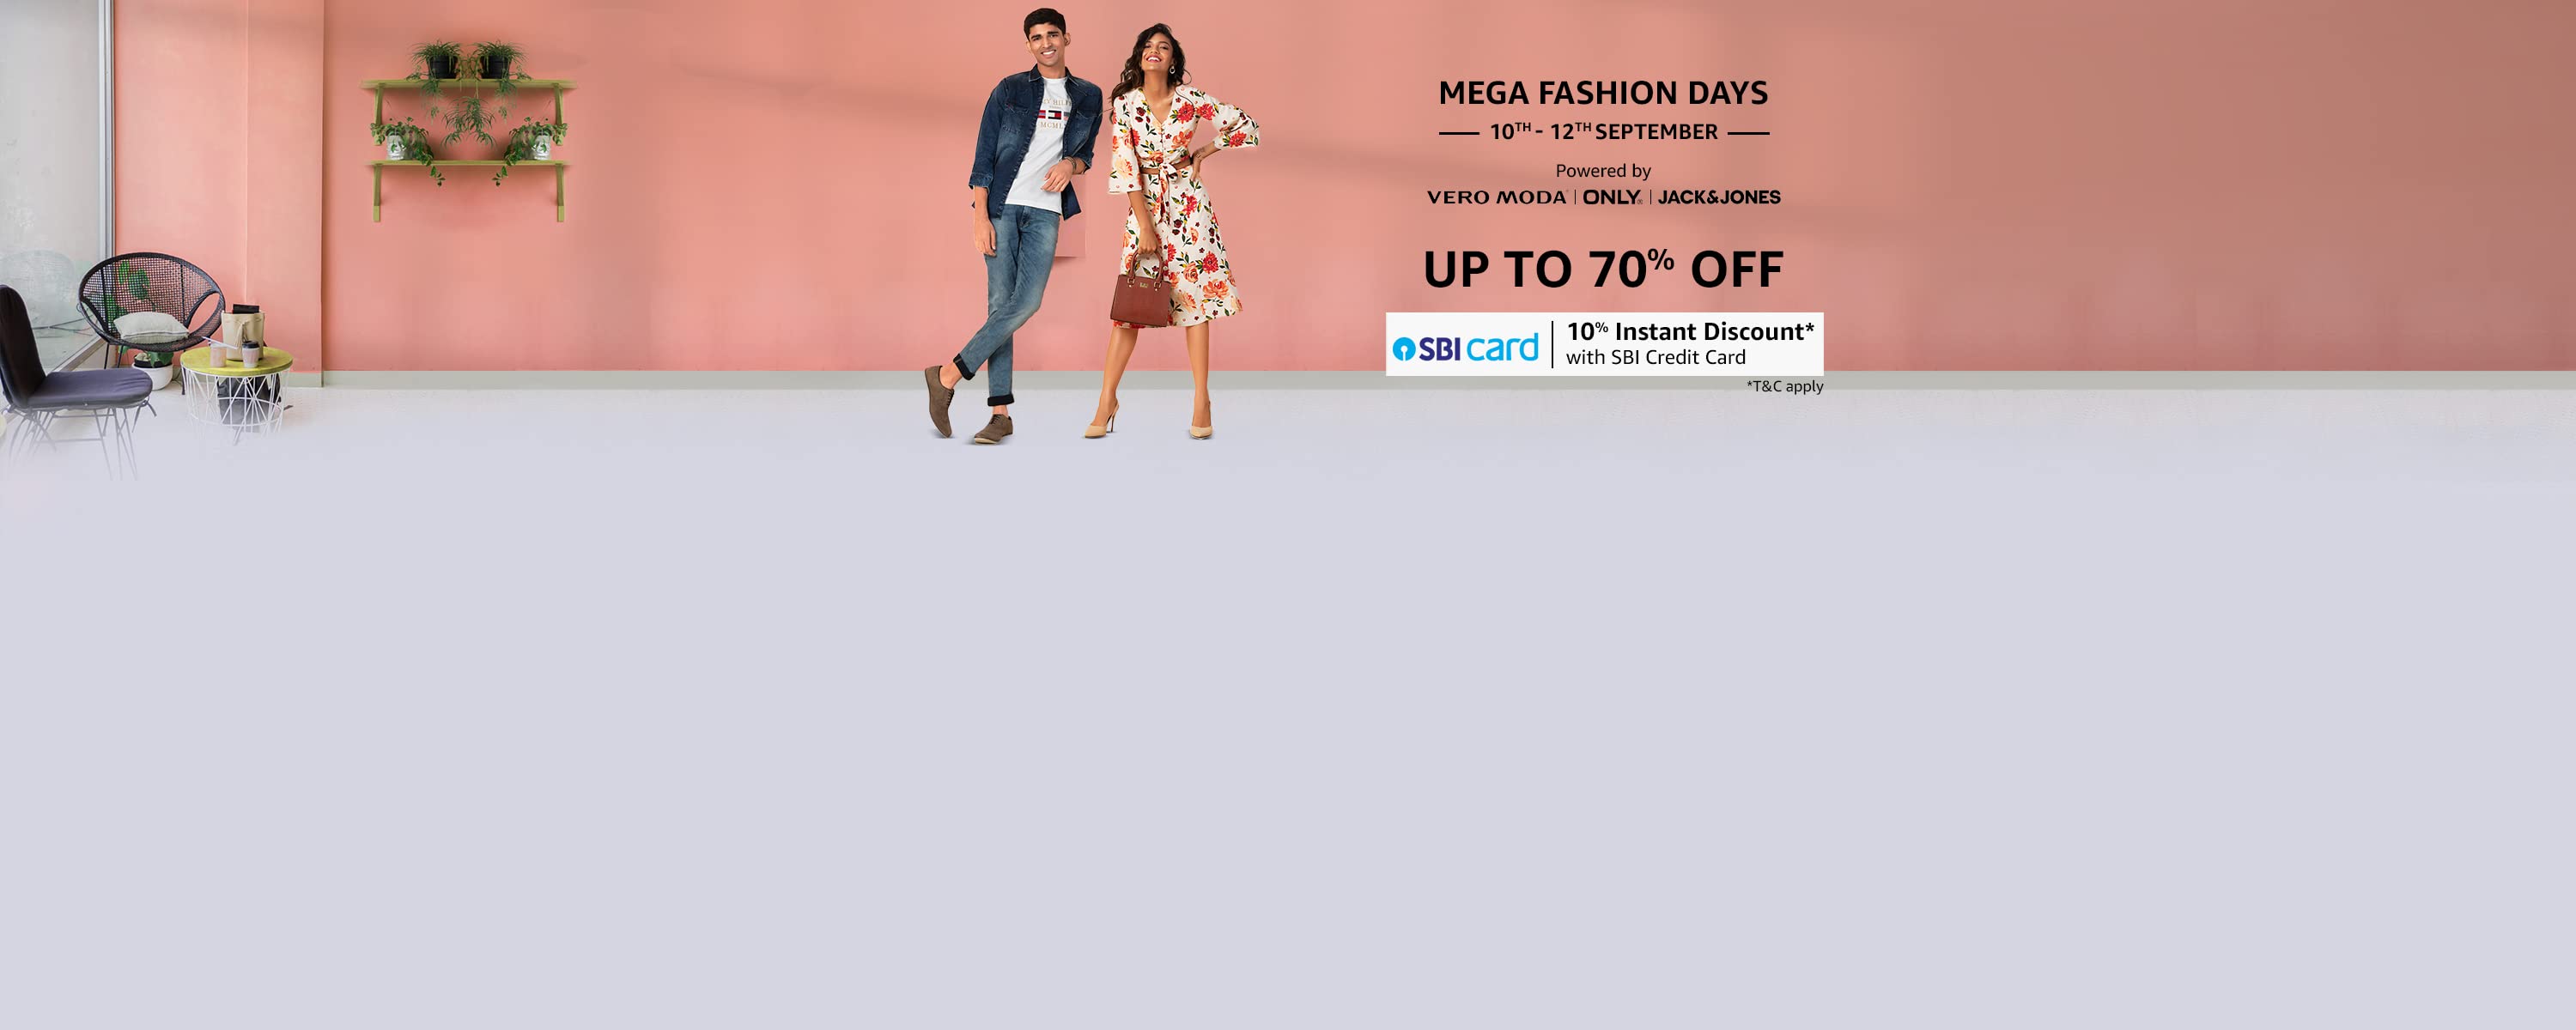 MEGA FASHION DAYS
10TH - 12TH SEPTEMBER
Powered by
VERO MODA | ONLY | JACK&JONES
UP TO 70% OFF
SBI card | 10% Instant Discount*
with SBI Credit Card
*T&C apply